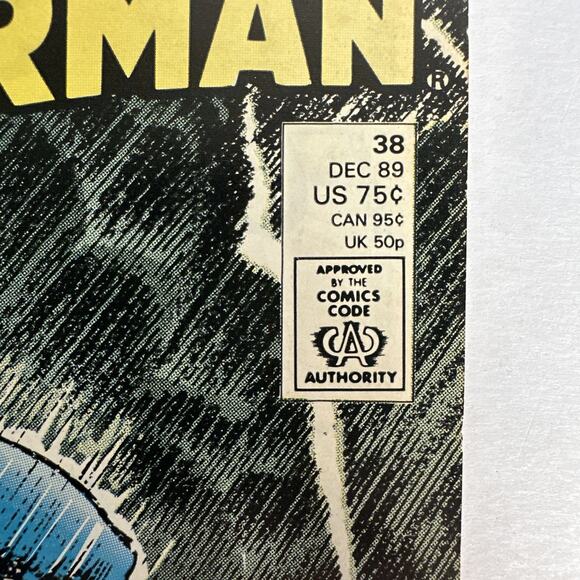 RMAN®
38
DEC 89
US 75¢
CAN 95¢
UK 50p
APPROVED
BY THE
COMICS
CODE
CA
AUTHORITY